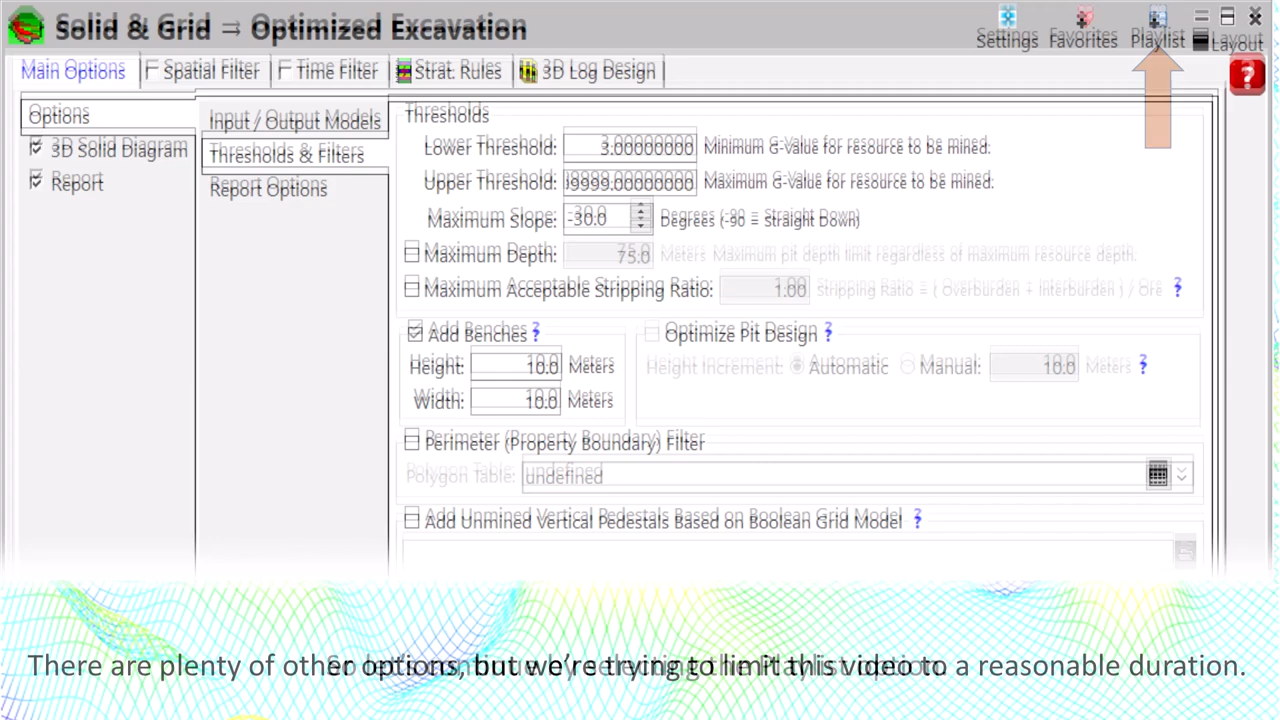 Solid & Grid → Optimized Excavation
Settings Favorites Playlist Layout
Main Options Spatial Filter Time Filter Strat. Rules 3D Log Design ?
Options
3D Solid Diagram
Report
Input / Output Models
Thresholds & Filters
Report Options
Thresholds
Lower Threshold: 3.00000000 Minimum G-Value for resource to be mined.
Upper Threshold: 9999.00000000 Maximum G-Value for resource to be mined.
Maximum Slope: -30.0 Degrees (-90 = Straight Down)
Maximum Depth: 75.0 Meters Maximum pit depth limit regardless of maximum resource depth.
Maximum Acceptable Stripping Ratio: 1.00 Stripping Ratio = ( Overburden + Interburden ) / Ore ?
Add Benches ?
Height: 10.0 Meters
Width: 10.0 Meters
Optimize Pit Design ?
Height Increment: Automatic Manual: 10.0 Meters ?
Perimeter (Property Boundary) Filter
Polygon Table: undefined
Add Unmined Vertical Pedestals Based on Boolean Grid Model ?
There are plenty of other options, but we're trying to limit this video to a reasonable duration.